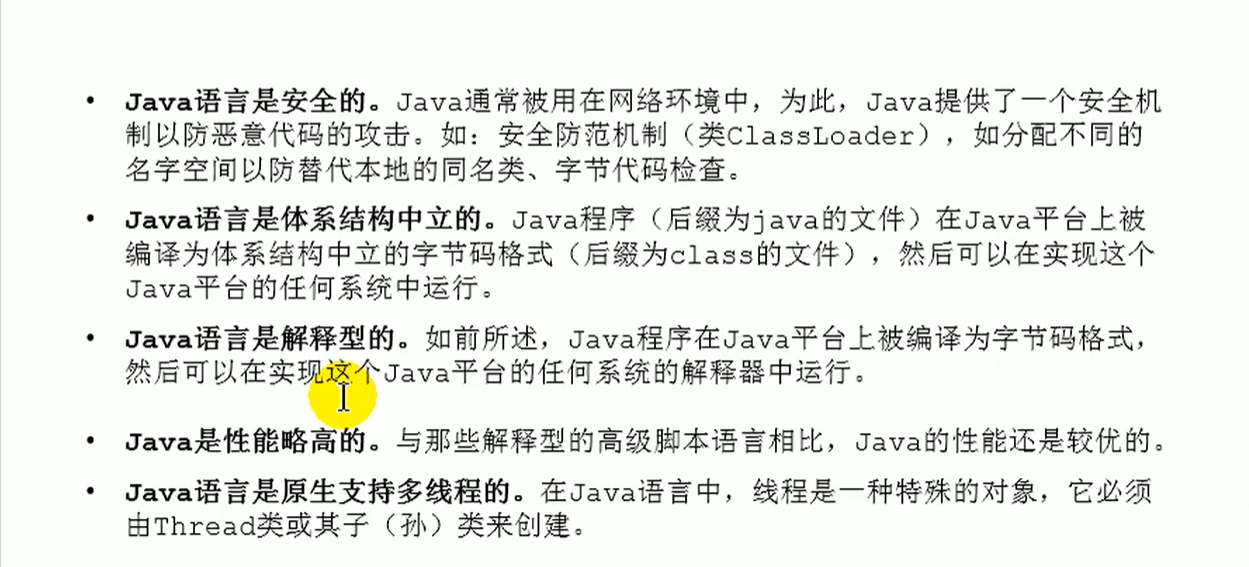 • Java语言是安全的。Java通常被用在网络环境中，为此，Java提供了一个安全机
制以防恶意代码的攻击。如：安全防范机制（类ClassLoader），如分配不同的
名字空间以防替代本地的同名类、字节代码检查。
• Java语言是体系结构中立的。Java程序（后缀为java的文件）在Java平台上被
编译为体系结构中立的字节码格式（后缀为class的文件），然后可以在实现这个
Java平台的任何系统中运行。
• Java语言是解释型的。如前所述，Java程序在Java平台上被编译为字节码格式，
然后可以在实现这个Java平台的任何系统的解释器中运行。
• Java是性能略高的。与那些解释型的高级脚本语言相比，Java的性能还是较优的。
• Java语言是原生支持多线程的。在Java语言中，线程是一种特殊的对象，它必须
由Thread类或其子（孙）类来创建。